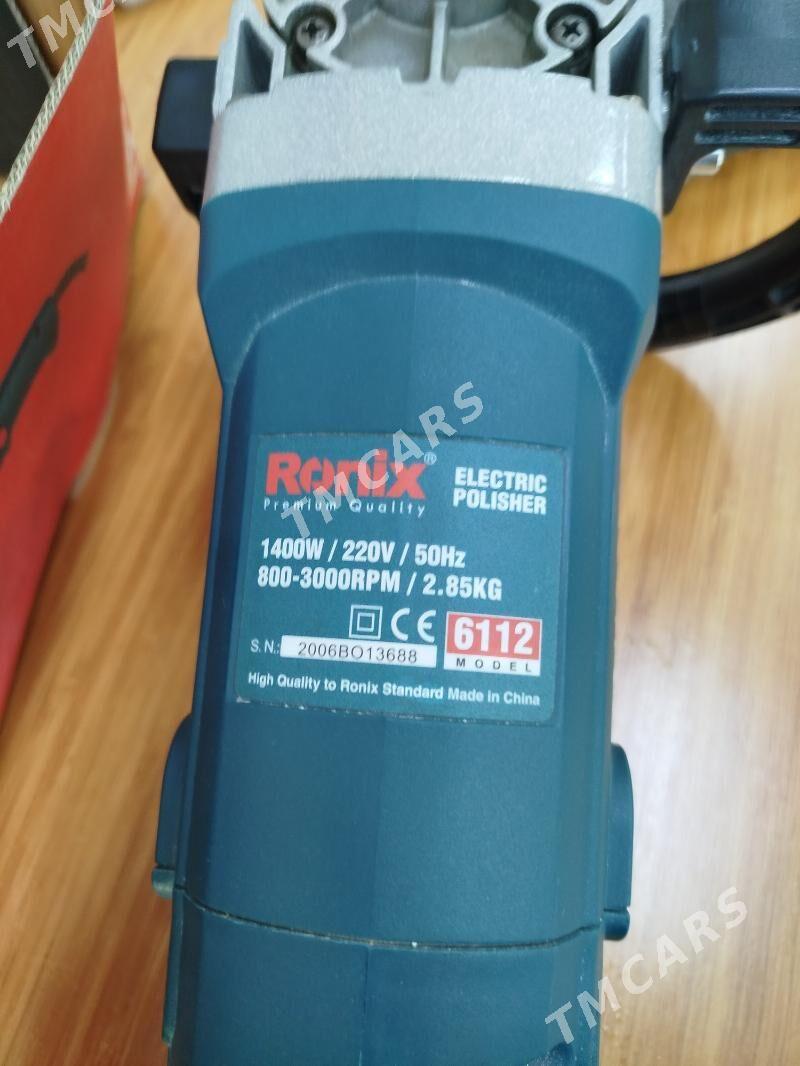 TMCARS
Ronix®
Premium Quality
ELECTRIC
POLISHER
TMCARS
1400W / 220V / 50Hz
800-3000RPM / 2.85KG
CE
6112
MODEL
S.N.: 2006BO13688
High Quality to Ronix Standard Made in China
TMCARS